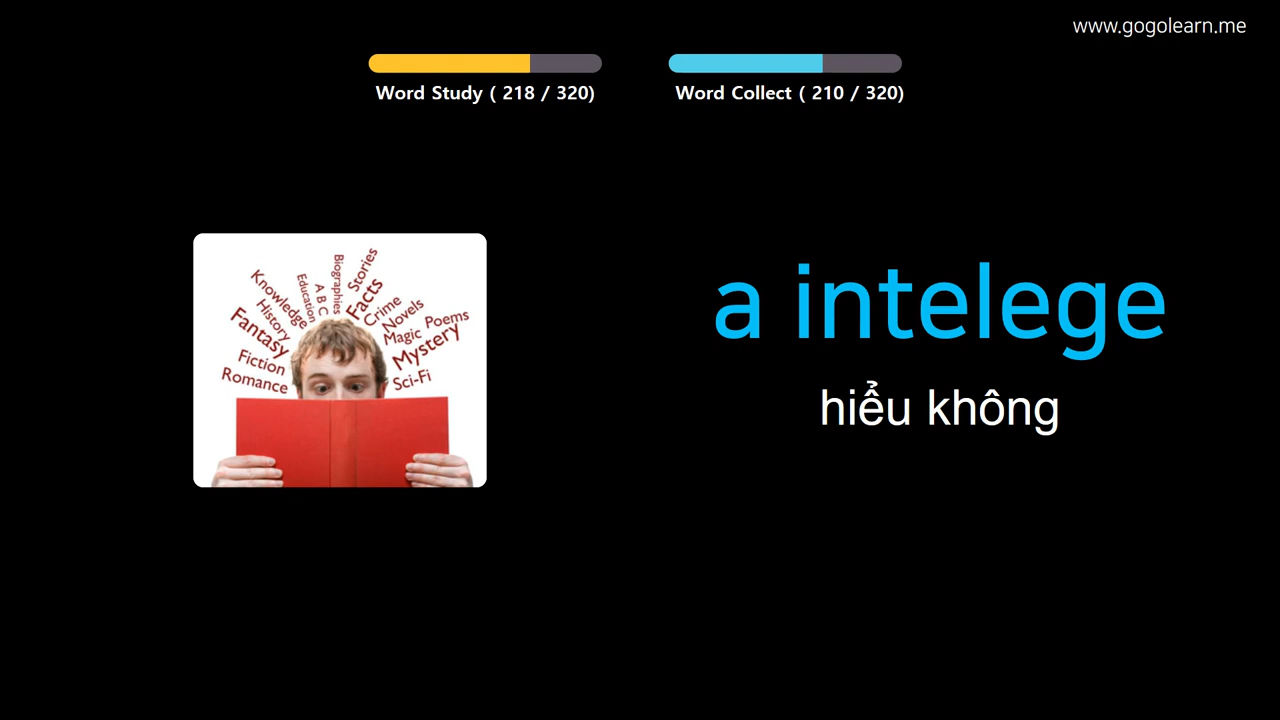 www.gogolearn.me
Word Study ( 218 / 320)
Word Collect ( 210 / 320)
Stories
Biographies
Facts
A B C
Education
Knowledge
History
Crime
Novels
Fantasy
Magic
Poems
Mystery
Fiction
Romance
Sci-Fi
a intelege
hiểu không